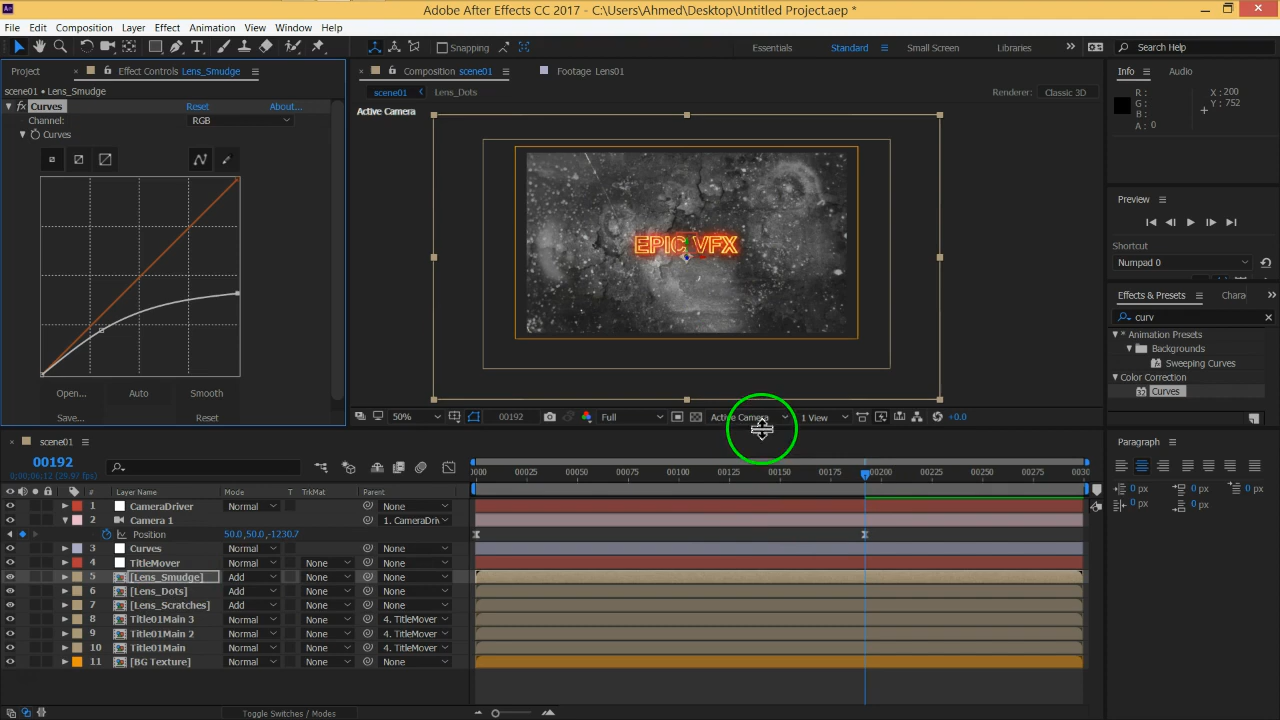 Adobe After Effects CC 2017 - C:\Users\Ahmed\Desktop\Untitled Project.aep *
File Edit Composition Layer Effect Animation View Window Help
Snapping Essentials Standard Small Screen Libraries Search Help
Project Effect Controls Lens_Smudge Composition scene01 Footage Lens01 Info Audio
scene01 • Lens_Smudge scene01 Lens_Dots Renderer: Classic 3D
fx Curves Reset About...
Active Camera
R: X: 200
G: Y: 752
B:
A: 0
Channel: RGB
Curves
EPIC VFX
Preview
Shortcut
Numpad 0
Effects & Presets Chara
curv
* Animation Presets
Backgrounds
Sweeping Curves
Color Correction
Curves
Open... Auto Smooth
Save... Reset
50% 00192 Full Active Camera 1 View +0.0
scene01
Paragraph
00192
0;00;06;12 (29.97 fps)
0000 00025 00050 00075 00100 00125 00150 00175 00200 00225 00250 00275 0030
# Layer Name Mode T TrkMat Parent
1 CameraDriver Normal None
2 Camera 1 1. CameraDriv
Position 50.0,50.0,-1230.7
3 Curves Normal None
4 TitleMover Normal None None
5 [Lens_Smudge] Add None None
6 [Lens_Dots] Add None None
7 [Lens_Scratches] Add None None
8 Title01Main 3 Normal None 4. TitleMover
9 Title01Main 2 Normal None 4. TitleMover
10 Title01Main Normal None 4. TitleMover
11 [BG Texture] Normal None None
0 px 0 px 0 px
0 px 0 px
Toggle Switches / Modes